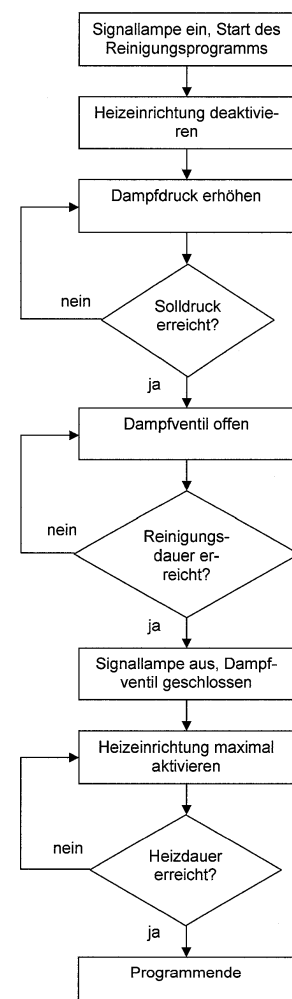 Signallampe ein, Start des
Reinigungsprogramms
Heizeinrichtung deaktivie-
ren
Dampfdruck erhöhen
nein
Solldruck
erreicht?
ja
Dampfventil offen
nein
Reinigungs-
dauer er-
reicht?
ja
Signallampe aus, Dampf-
ventil geschlossen
Heizeinrichtung maximal
aktivieren
nein
Heizdauer
erreicht?
ja
Programmende